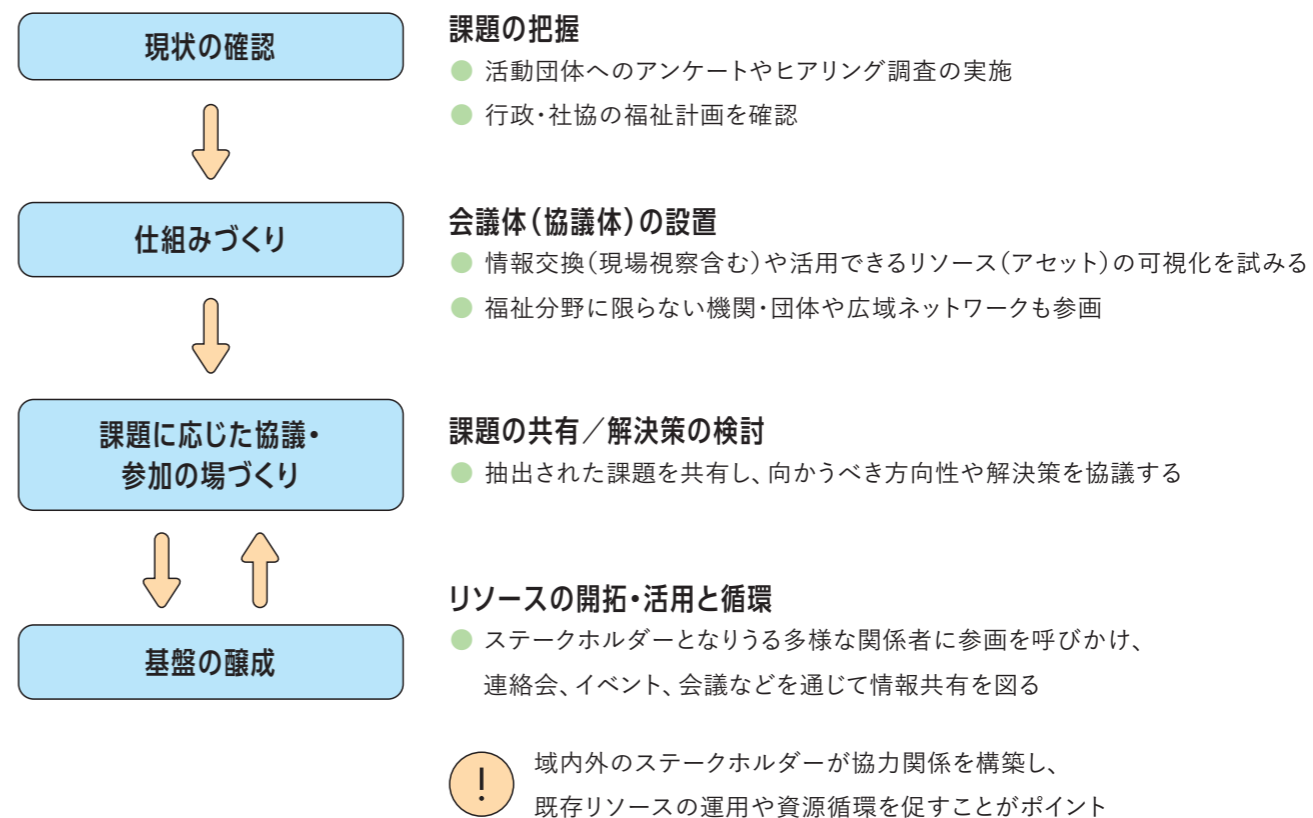 現状の確認
課題の把握
● 活動団体へのアンケートやヒアリング調査の実施
● 行政・社協の福祉計画を確認
仕組みづくり
会議体(協議体)の設置
● 情報交換(現場視察含む)や活用できるリソース(アセット)の可視化を試みる
● 福祉分野に限らない機関・団体や広域ネットワークも参画
課題に応じた協議・
参加の場づくり
課題の共有/解決策の検討
● 抽出された課題を共有し、向かうべき方向性や解決策を協議する
基盤の醸成
リソースの開拓・活用と循環
● ステークホルダーとなりうる多様な関係者に参画を呼びかけ、
連絡会、イベント、会議などを通じて情報共有を図る
!
域内外のステークホルダーが協力関係を構築し、
既存リソースの運用や資源循環を促すことがポイント